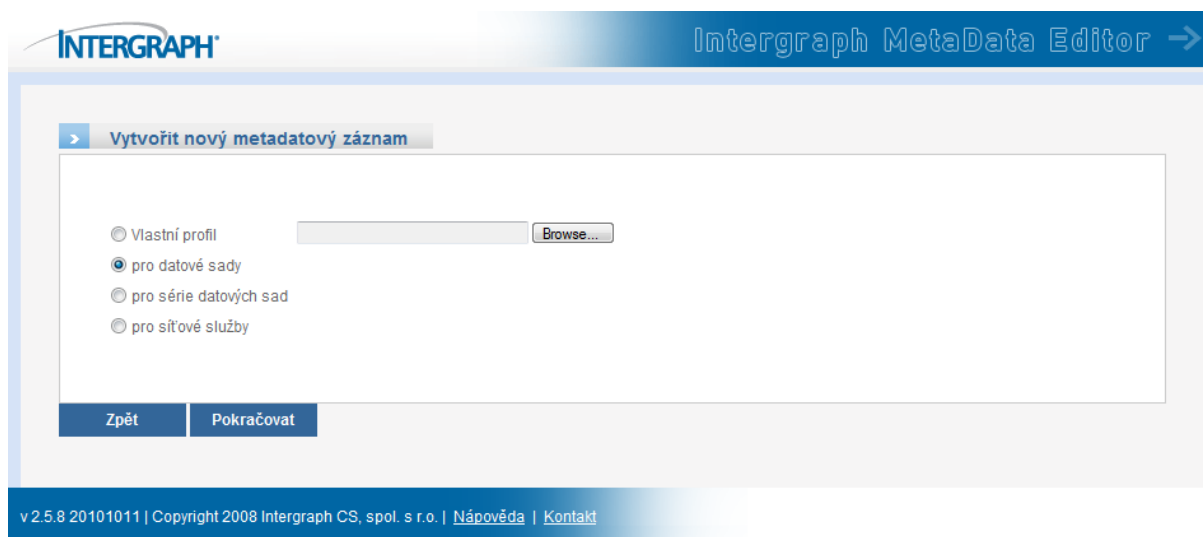 INTERGRAPH®
Intergraph MetaData Editor
Vytvořit nový metadatový záznam
Vlastní profil Browse...
pro datové sady
pro série datových sad
pro síťové služby
Zpět Pokračovat
v 2.5.8 20101011 | Copyright 2008 Intergraph CS, spol. s r.o. | Nápověda | Kontakt